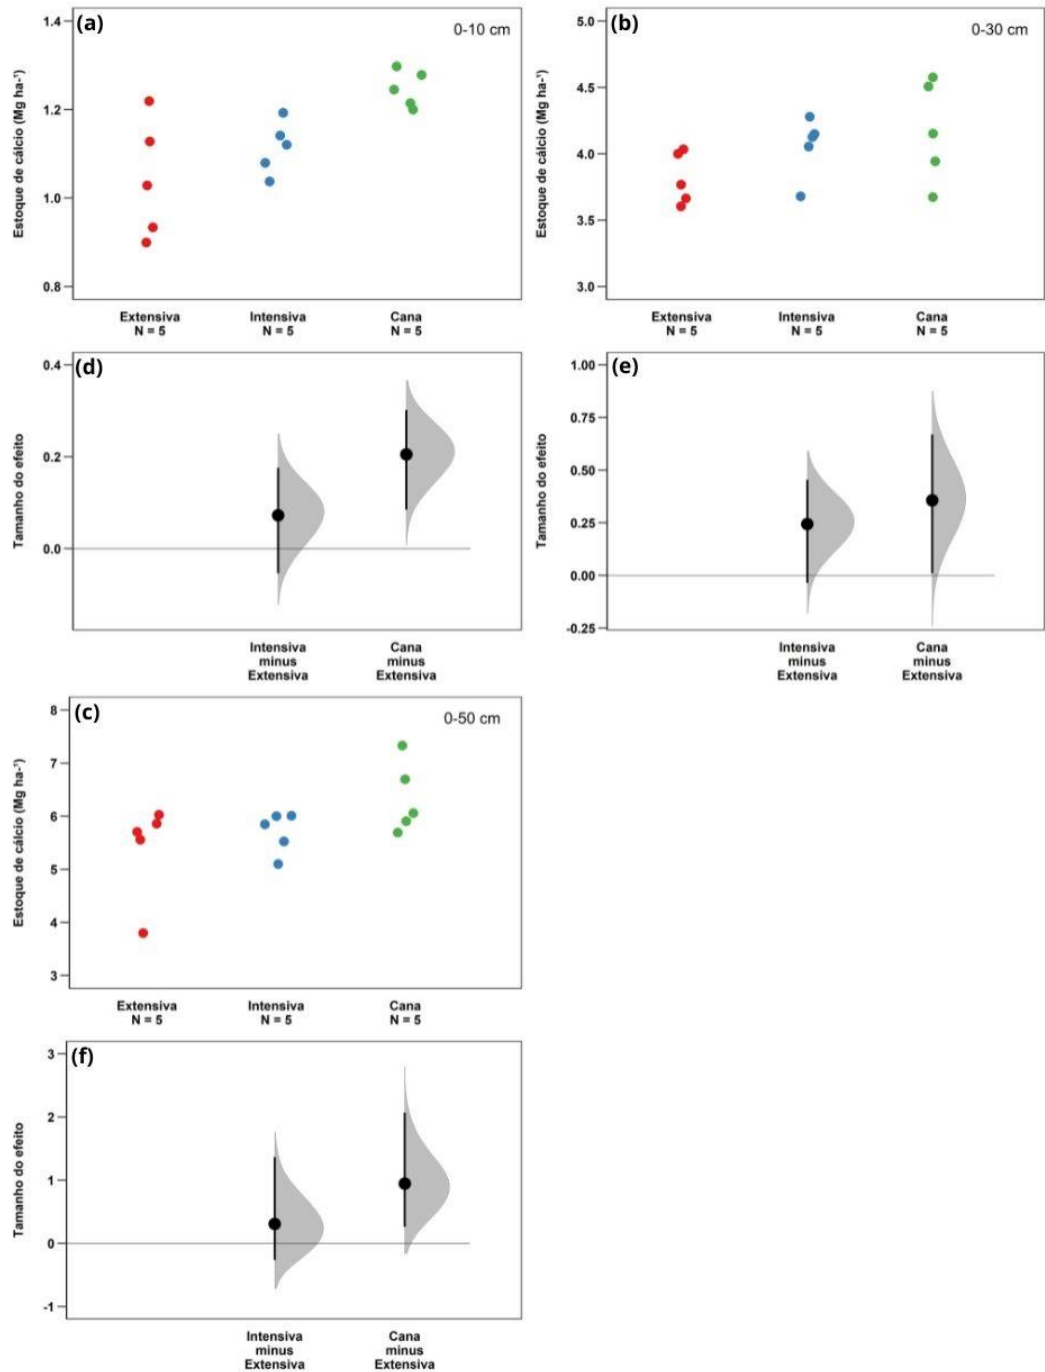 (a)
0-10 cm
Estoque de cálcio (Mg ha-¹)
1.4
1.2
1.0
0.8
Extensiva
N = 5
Intensiva
N = 5
Cana
N = 5
(b)
0-30 cm
Estoque de cálcio (Mg ha-¹)
5.0
4.5
4.0
3.5
3.0
Extensiva
N = 5
Intensiva
N = 5
Cana
N = 5
(d)
Tamanho do efeito
0.4
0.2
0.0
Intensiva
minus
Extensiva
Cana
minus
Extensiva
(e)
Tamanho do efeito
1.00
0.75
0.50
0.25
0.00
-0.25
Intensiva
minus
Extensiva
Cana
minus
Extensiva
(c)
0-50 cm
Estoque de cálcio (Mg ha-¹)
8
7
6
5
4
3
Extensiva
N = 5
Intensiva
N = 5
Cana
N = 5
(f)
Tamanho do efeito
3
2
1
0
-1
Intensiva
minus
Extensiva
Cana
minus
Extensiva